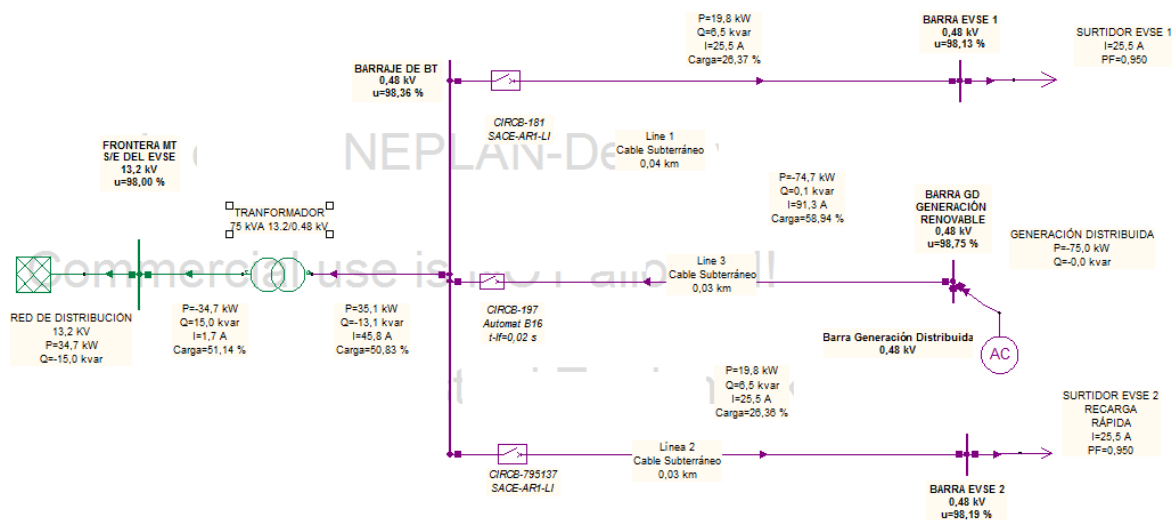 P=19,8 kW
Q=6,5 kvar
I=25,5 A
Carga=26,37 %
BARRA EVSE 1
0,48 kV
u=98,13 %
SURTIDOR EVSE 1
I=25,5 A
PF=0,950
BARRAJE DE BT
0,48 kV
u=98,36 %
CIRCB-181
SACE-AR1-LI
NEPLAN-De
Line 1
Cable Subterráneo
0,04 km
FRONTERA MT
S/E DEL EVSE
13,2 kV
u=98,00 %
TRANFORMADOR
75 kVA 13.2/0.48 kV
P=-74,7 kW
Q=0,1 kvar
I=91,3 A
Carga=58,94 %
BARRA GD
GENERACIÓN
RENOVABLE
0,48 kV
u=98,75 %
GENERACIÓN DISTRIBUIDA
P=-75,0 kW
Q=-0,0 kvar
Commercial use is
Line 3
Cable Subterráneo
0,03 km
RED DE DISTRIBUCIÓN
13,2 KV
P=34,7 kW
Q=-15,0 kvar
P=-34,7 kW
Q=15,0 kvar
I=1,7 A
Carga=51,14 %
P=35,1 kW
Q=-13,1 kvar
I=45,8 A
Carga=50,83 %
CIRCB-197
Automat B16
t-If=0,02 s
Barra Generación Distribuida
0,48 kV
AC
P=19,8 kW
Q=6,5 kvar
I=25,5 A
Carga=26,36 %
SURTIDOR EVSE 2
RECARGA
RÁPIDA
I=25,5 A
PF=0,950
Línea 2
Cable Subterráneo
0,03 km
CIRCB-795137
SACE-AR1-LI
BARRA EVSE 2
0,48 kV
u=98,19 %